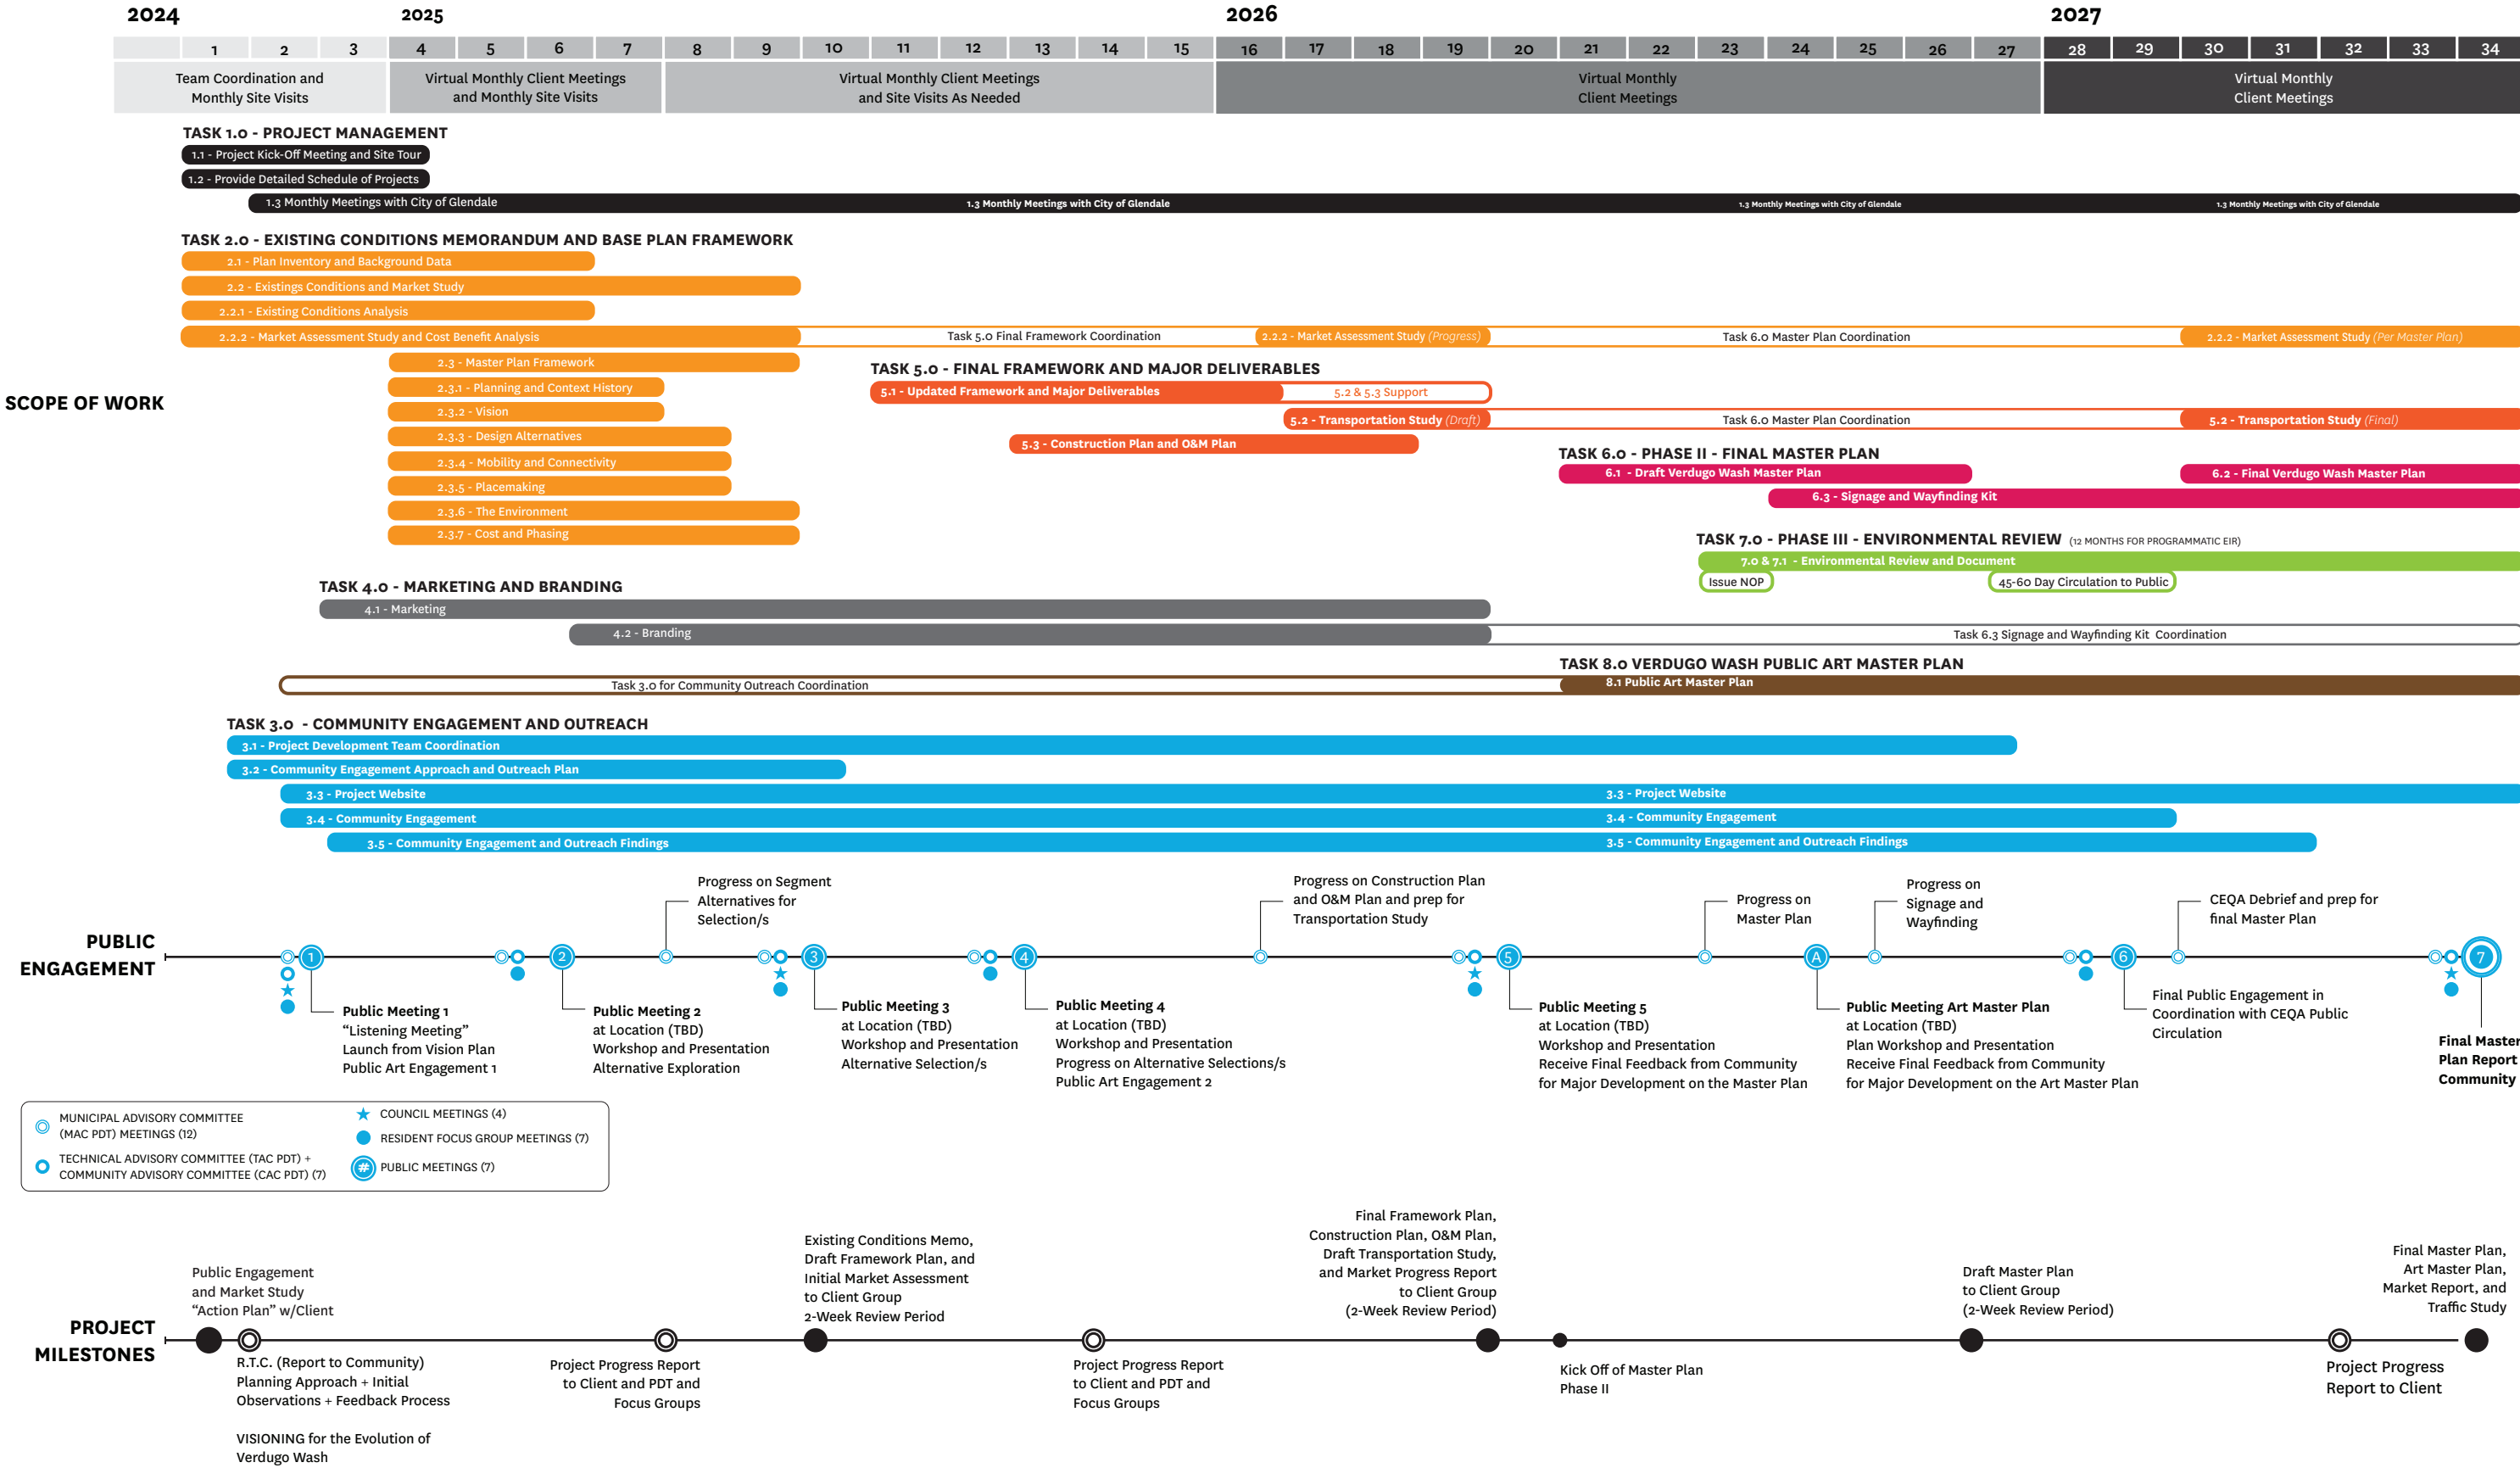 2024
2025
2026
2027
1 2 3 4 5 6 7 8 9 10 11 12 13 14 15 16 17 18 19 20 21 22 23 24 25 26 27 28 29 30 31 32 33 34
Team Coordination and
Monthly Site Visits
Virtual Monthly Client Meetings
and Monthly Site Visits
Virtual Monthly Client Meetings
and Site Visits As Needed
Virtual Monthly
Client Meetings
Virtual Monthly
Client Meetings
SCOPE OF WORK
TASK 1.0 - PROJECT MANAGEMENT
1.1 - Project Kick-Off Meeting and Site Tour
1.2 - Provide Detailed Schedule of Projects
1.3 Monthly Meetings with City of Glendale
1.3 Monthly Meetings with City of Glendale
1.3 Monthly Meetings with City of Glendale
1.3 Monthly Meetings with City of Glendale
TASK 2.0 - EXISTING CONDITIONS MEMORANDUM AND BASE PLAN FRAMEWORK
2.1 - Plan Inventory and Background Data
2.2 - Existings Conditions and Market Study
2.2.1 - Existing Conditions Analysis
2.2.2 - Market Assessment Study and Cost Benefit Analysis
Task 5.0 Final Framework Coordination
2.2.2 - Market Assessment Study (Progress)
Task 6.0 Master Plan Coordination
2.2.2 - Market Assessment Study (Per Master Plan)
2.3 - Master Plan Framework
2.3.1 - Planning and Context History
2.3.2 - Vision
2.3.3 - Design Alternatives
2.3.4 - Mobility and Connectivity
2.3.5 - Placemaking
2.3.6 - The Environment
2.3.7 - Cost and Phasing
TASK 5.0 - FINAL FRAMEWORK AND MAJOR DELIVERABLES
5.1 - Updated Framework and Major Deliverables
5.2 & 5.3 Support
5.2 - Transportation Study (Draft)
Task 6.0 Master Plan Coordination
5.2 - Transportation Study (Final)
5.3 - Construction Plan and O&M Plan
TASK 6.0 - PHASE II - FINAL MASTER PLAN
6.1 - Draft Verdugo Wash Master Plan
6.2 - Final Verdugo Wash Master Plan
6.3 - Signage and Wayfinding Kit
TASK 7.0 - PHASE III - ENVIRONMENTAL REVIEW (12 MONTHS FOR PROGRAMMATIC EIR)
7.0 & 7.1 - Environmental Review and Document
Issue NOP
45-60 Day Circulation to Public
TASK 4.0 - MARKETING AND BRANDING
4.1 - Marketing
4.2 - Branding
Task 6.3 Signage and Wayfinding Kit Coordination
TASK 8.0 VERDUGO WASH PUBLIC ART MASTER PLAN
Task 3.0 for Community Outreach Coordination
8.1 Public Art Master Plan
TASK 3.0 - COMMUNITY ENGAGEMENT AND OUTREACH
3.1 - Project Development Team Coordination
3.2 - Community Engagement Approach and Outreach Plan
3.3 - Project Website
3.3 - Project Website
3.4 - Community Engagement
3.4 - Community Engagement
3.5 - Community Engagement and Outreach Findings
3.5 - Community Engagement and Outreach Findings
PUBLIC
ENGAGEMENT
Progress on Segment
Alternatives for
Selection/s
Progress on Construction Plan
and O&M Plan and prep for
Transportation Study
Progress on
Master Plan
Progress on
Signage and
Wayfinding
CEQA Debrief and prep for
final Master Plan
1 2 3 4 5 A 6 7
Public Meeting 1
“Listening Meeting”
Launch from Vision Plan
Public Art Engagement 1
Public Meeting 2
at Location (TBD)
Workshop and Presentation
Alternative Exploration
Public Meeting 3
at Location (TBD)
Workshop and Presentation
Alternative Selection/s
Public Meeting 4
at Location (TBD)
Workshop and Presentation
Progress on Alternative Selections/s
Public Art Engagement 2
Public Meeting 5
at Location (TBD)
Workshop and Presentation
Receive Final Feedback from Community
for Major Development on the Master Plan
Public Meeting Art Master Plan
at Location (TBD)
Plan Workshop and Presentation
Receive Final Feedback from Community
for Major Development on the Art Master Plan
Final Public Engagement in
Coordination with CEQA Public
Circulation
Final Master
Plan Report
Community
MUNICIPAL ADVISORY COMMITTEE
(MAC PDT) MEETINGS (12)
TECHNICAL ADVISORY COMMITTEE (TAC PDT) +
COMMUNITY ADVISORY COMMITTEE (CAC PDT) (7)
COUNCIL MEETINGS (4)
RESIDENT FOCUS GROUP MEETINGS (7)
# PUBLIC MEETINGS (7)
PROJECT
MILESTONES
Public Engagement
and Market Study
“Action Plan” w/Client
R.T.C. (Report to Community)
Planning Approach + Initial
Observations + Feedback Process
VISIONING for the Evolution of
Verdugo Wash
Project Progress Report
to Client and PDT and
Focus Groups
Existing Conditions Memo,
Draft Framework Plan, and
Initial Market Assessment
to Client Group
2-Week Review Period
Project Progress Report
to Client and PDT and
Focus Groups
Final Framework Plan,
Construction Plan, O&M Plan,
Draft Transportation Study,
and Market Progress Report
to Client Group
(2-Week Review Period)
Kick Off of Master Plan
Phase II
Draft Master Plan
to Client Group
(2-Week Review Period)
Project Progress
Report to Client
Final Master Plan,
Art Master Plan,
Market Report, and
Traffic Study